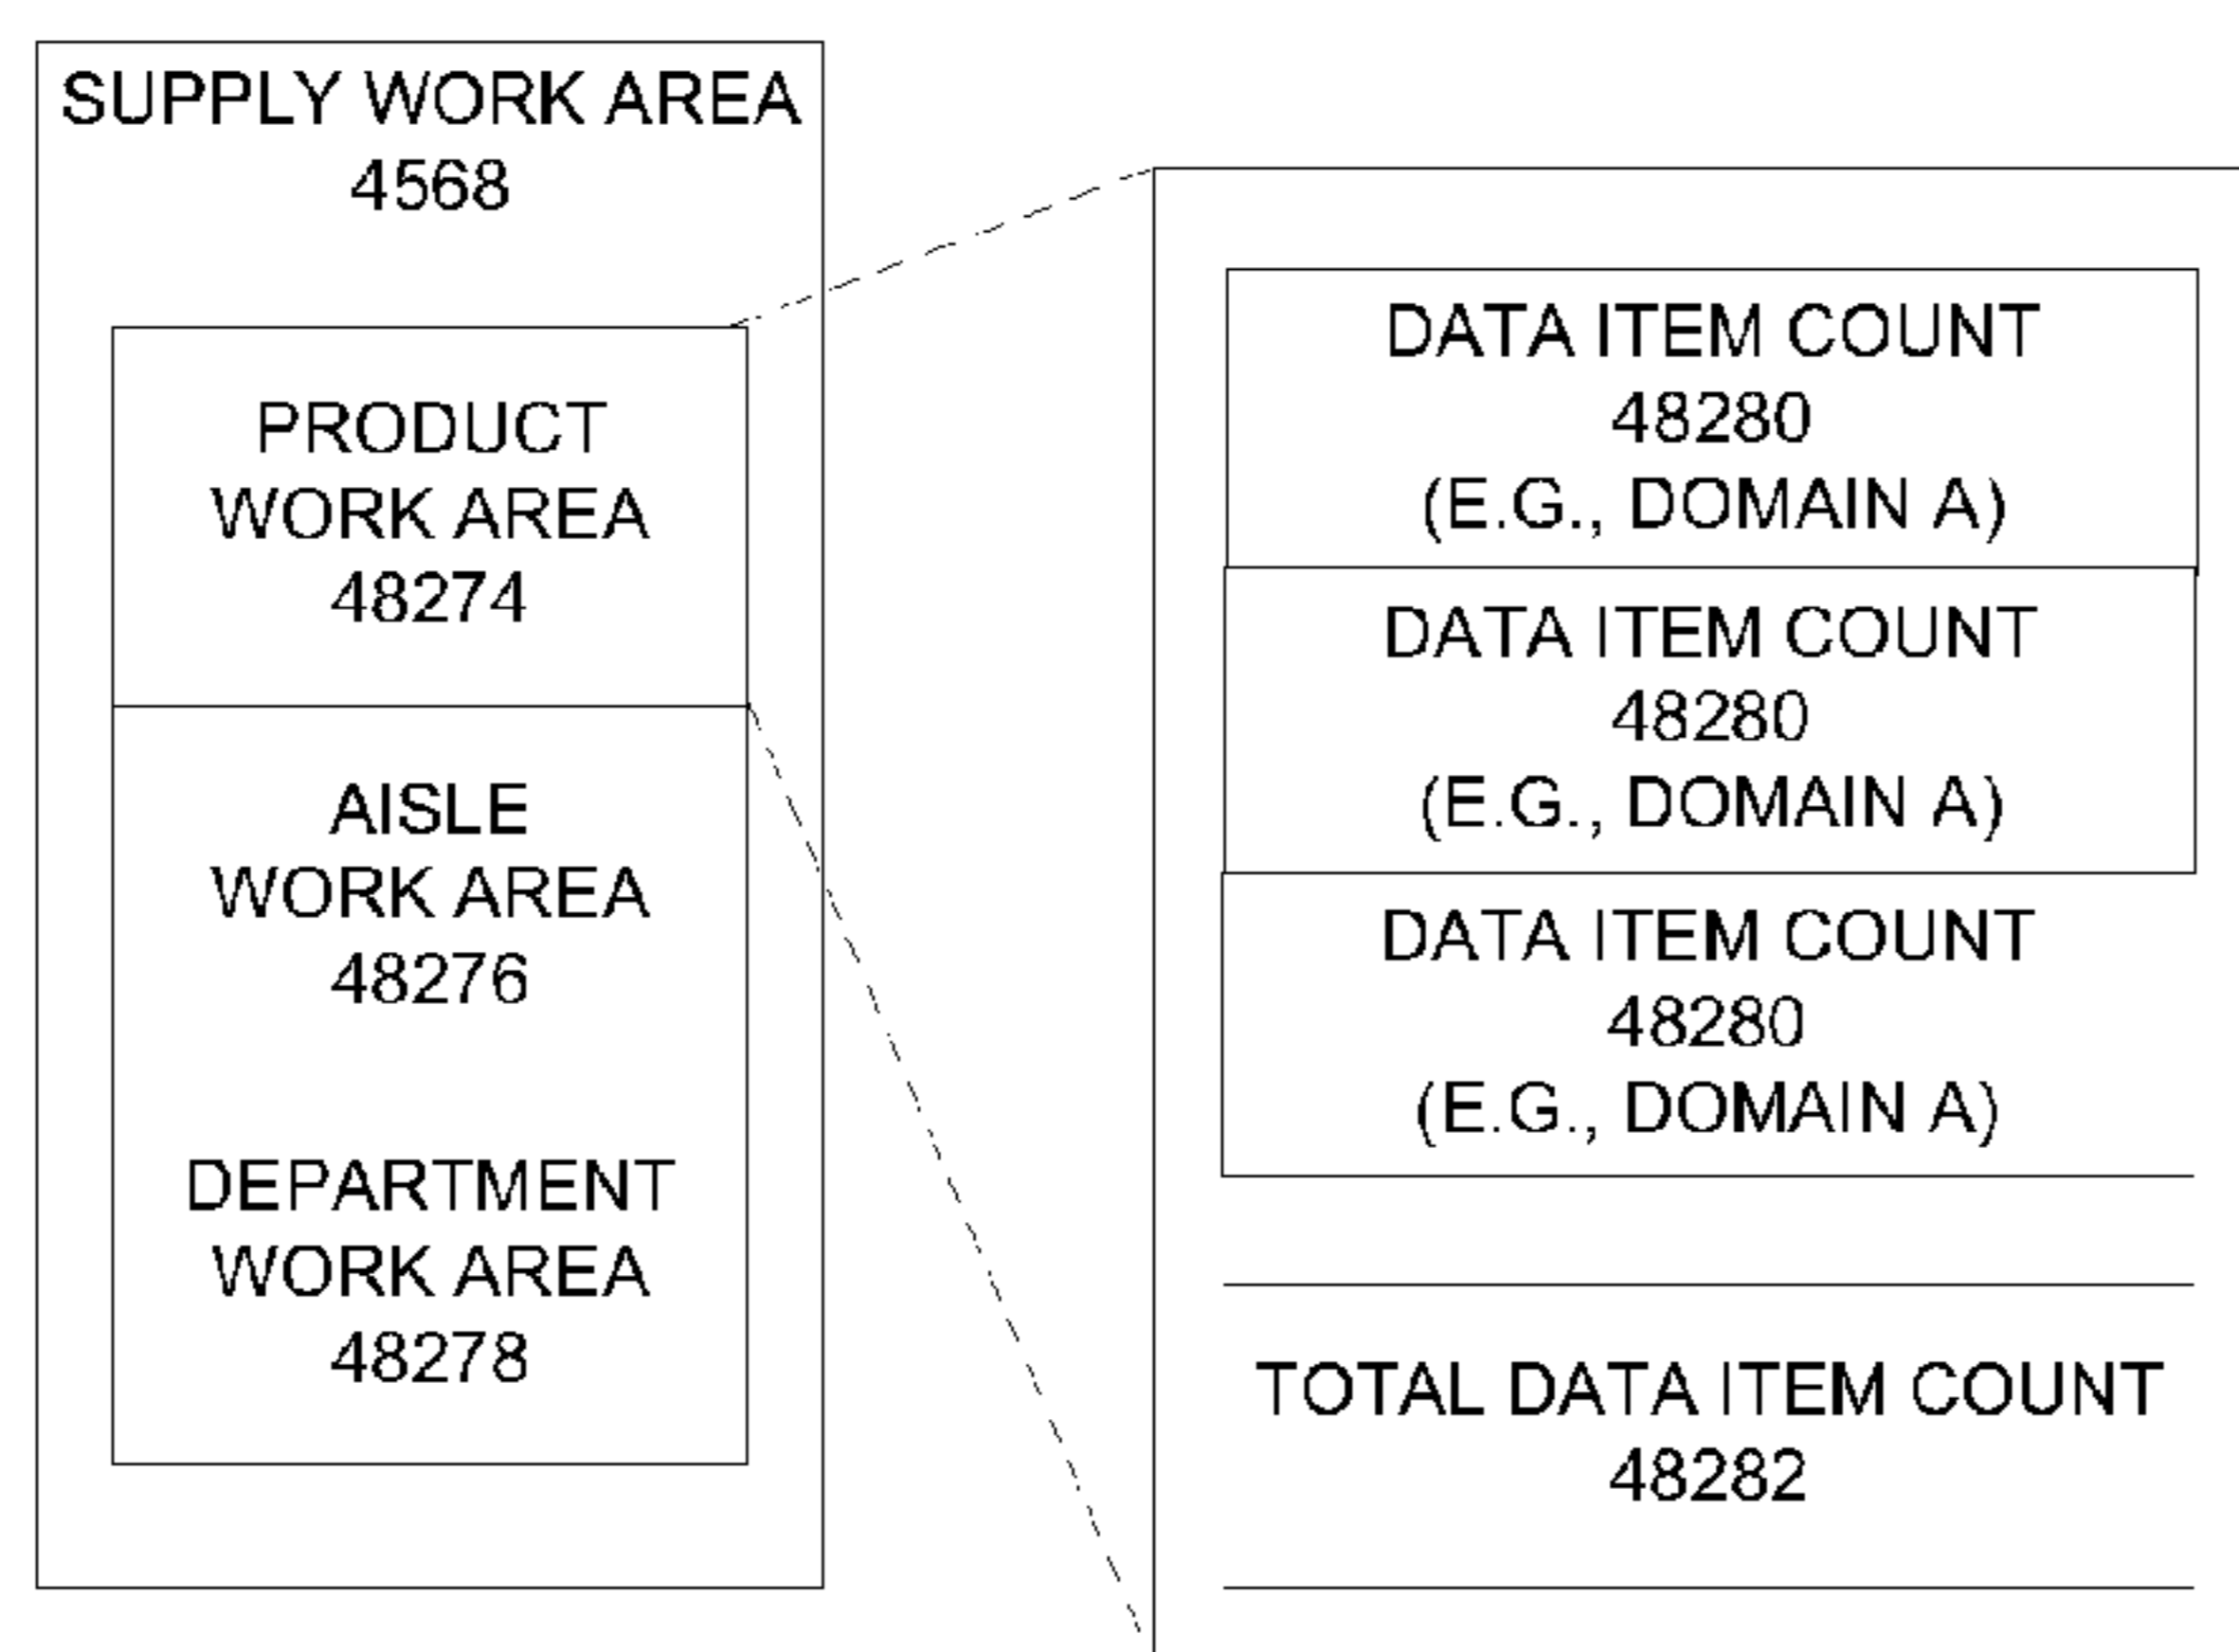 SUPPLY WORK AREA
4568
PRODUCT
WORK AREA
48274
AISLE
WORK AREA
48276
DEPARTMENT
WORK AREA
48278
DATA ITEM COUNT
48280
(E.G., DOMAIN A)
DATA ITEM COUNT
48280
(E.G., DOMAIN A)
DATA ITEM COUNT
48280
(E.G., DOMAIN A)
TOTAL DATA ITEM COUNT
48282